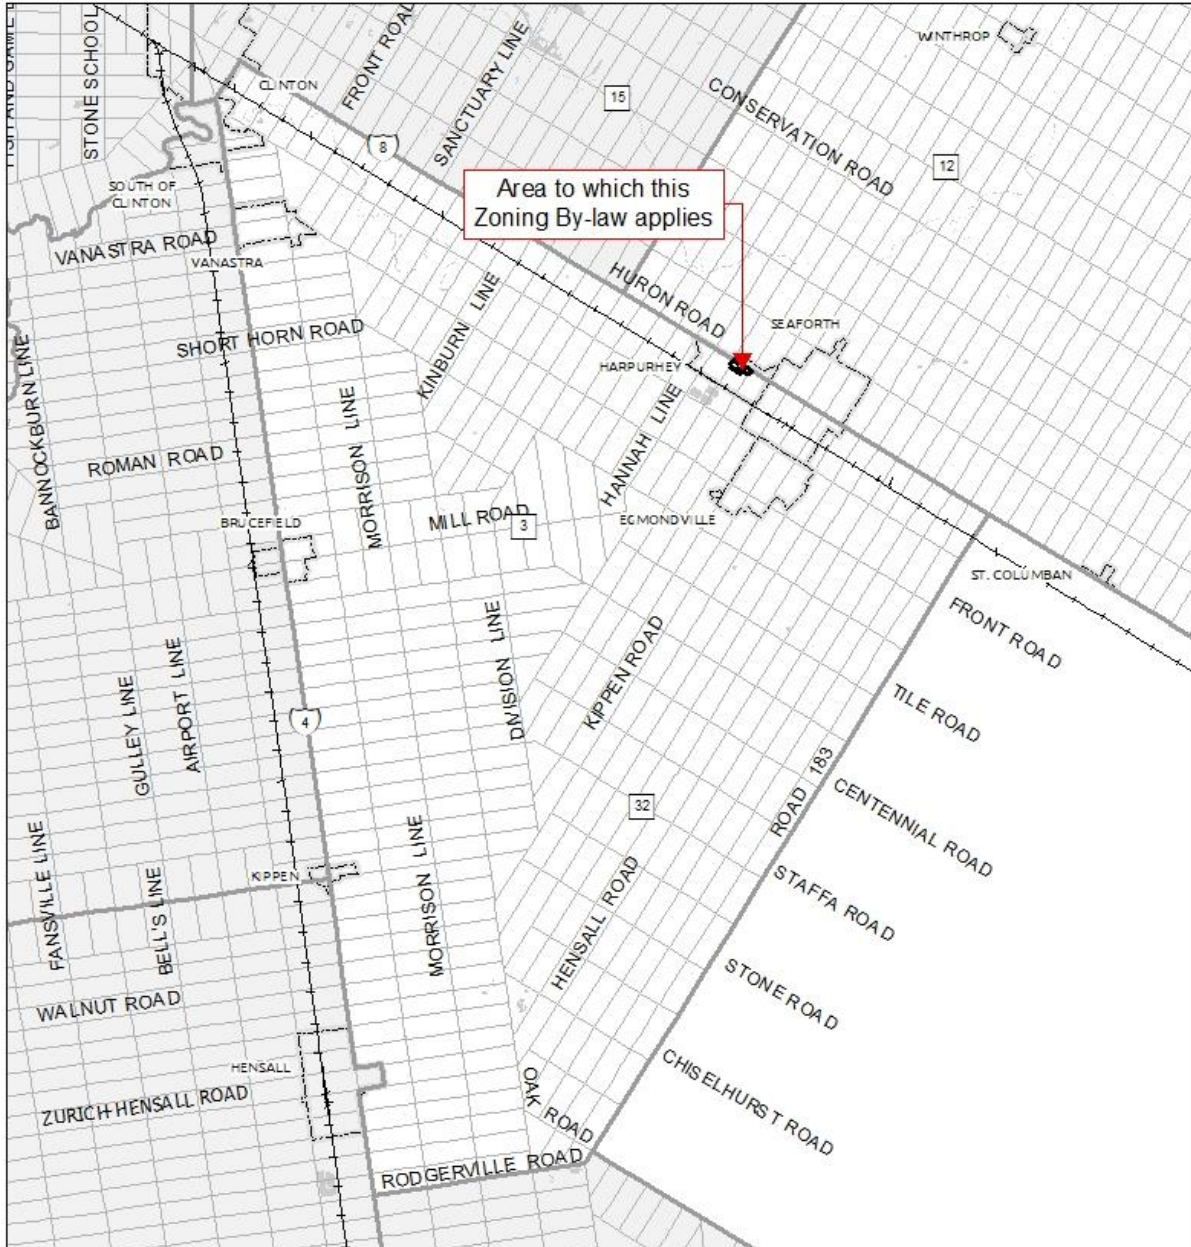 WINTHROP
STONE SCHOOL
CLINTON
FRONT ROAD
SANCTUARY LINE
15
CONSERVATION ROAD
8
12
Area to which this
Zoning By-law applies
SOUTH OF
CLINTON
VANASTRA ROAD
VANASTRA
HURON ROAD
KINBURN LINE
SEAFORTH
SHORT HORN ROAD
HARPURHEY
BANNOCKBURN LINE
MORRISON LINE
HANNAH LINE
ROMAN ROAD
BRUCEFIELD
MILL ROAD
3
EGMONDVILLE
ST. COLUMBAN
FRONT ROAD
DIVISION LINE
KIPPEN ROAD
TILE ROAD
GULLEY LINE
AIRPORT LINE
4
ROAD 183
CENTENNIAL ROAD
32
FANSVILLE LINE
BELL'S LINE
KIPPEN
MORRISON LINE
HENSALL ROAD
STAFFA ROAD
WALNUT ROAD
STONE ROAD
HENSALL
ZURICH-HENSALL ROAD
OAK ROAD
CHISELHURST ROAD
RODGERVILLE ROAD